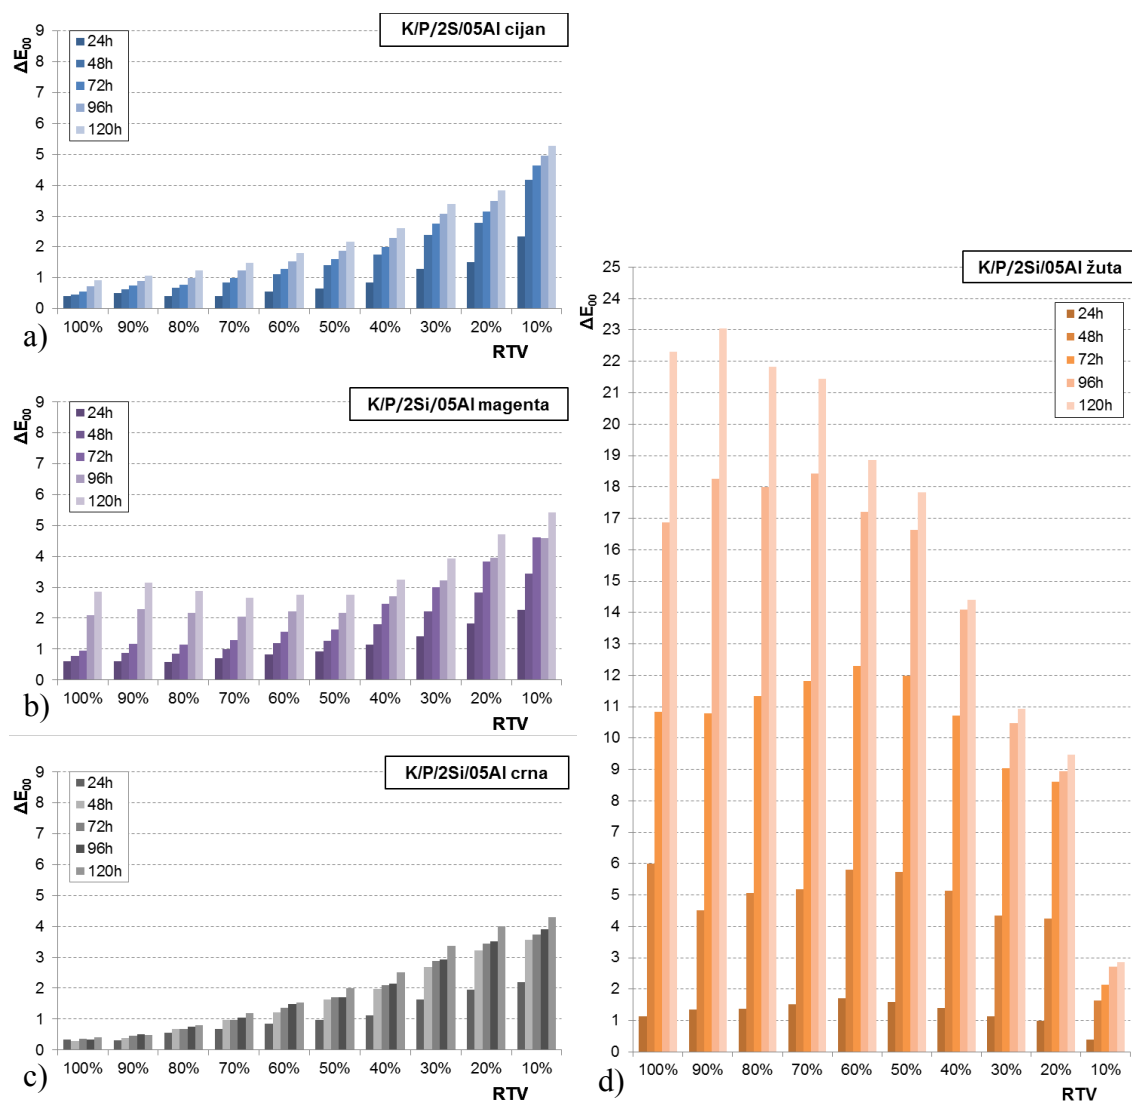 K/P/2S/05Al cijan
ΔE00
9
8
7
6
5
4
3
2
1
0
24h
48h
72h
96h
120h
100% 90% 80% 70% 60% 50% 40% 30% 20% 10%
RTV
a)
K/P/2Si/05Al magenta
ΔE00
9
8
7
6
5
4
3
2
1
0
24h
48h
72h
96h
120h
100% 90% 80% 70% 60% 50% 40% 30% 20% 10%
RTV
b)
K/P/2Si/05Al crna
ΔE00
9
8
7
6
5
4
3
2
1
0
24h
48h
72h
96h
120h
100% 90% 80% 70% 60% 50% 40% 30% 20% 10%
RTV
c)
K/P/2Si/05Al žuta
ΔE00
25
24
23
22
21
20
19
18
17
16
15
14
13
12
11
10
9
8
7
6
5
4
3
2
1
0
24h
48h
72h
96h
120h
100% 90% 80% 70% 60% 50% 40% 30% 20% 10%
RTV
d)